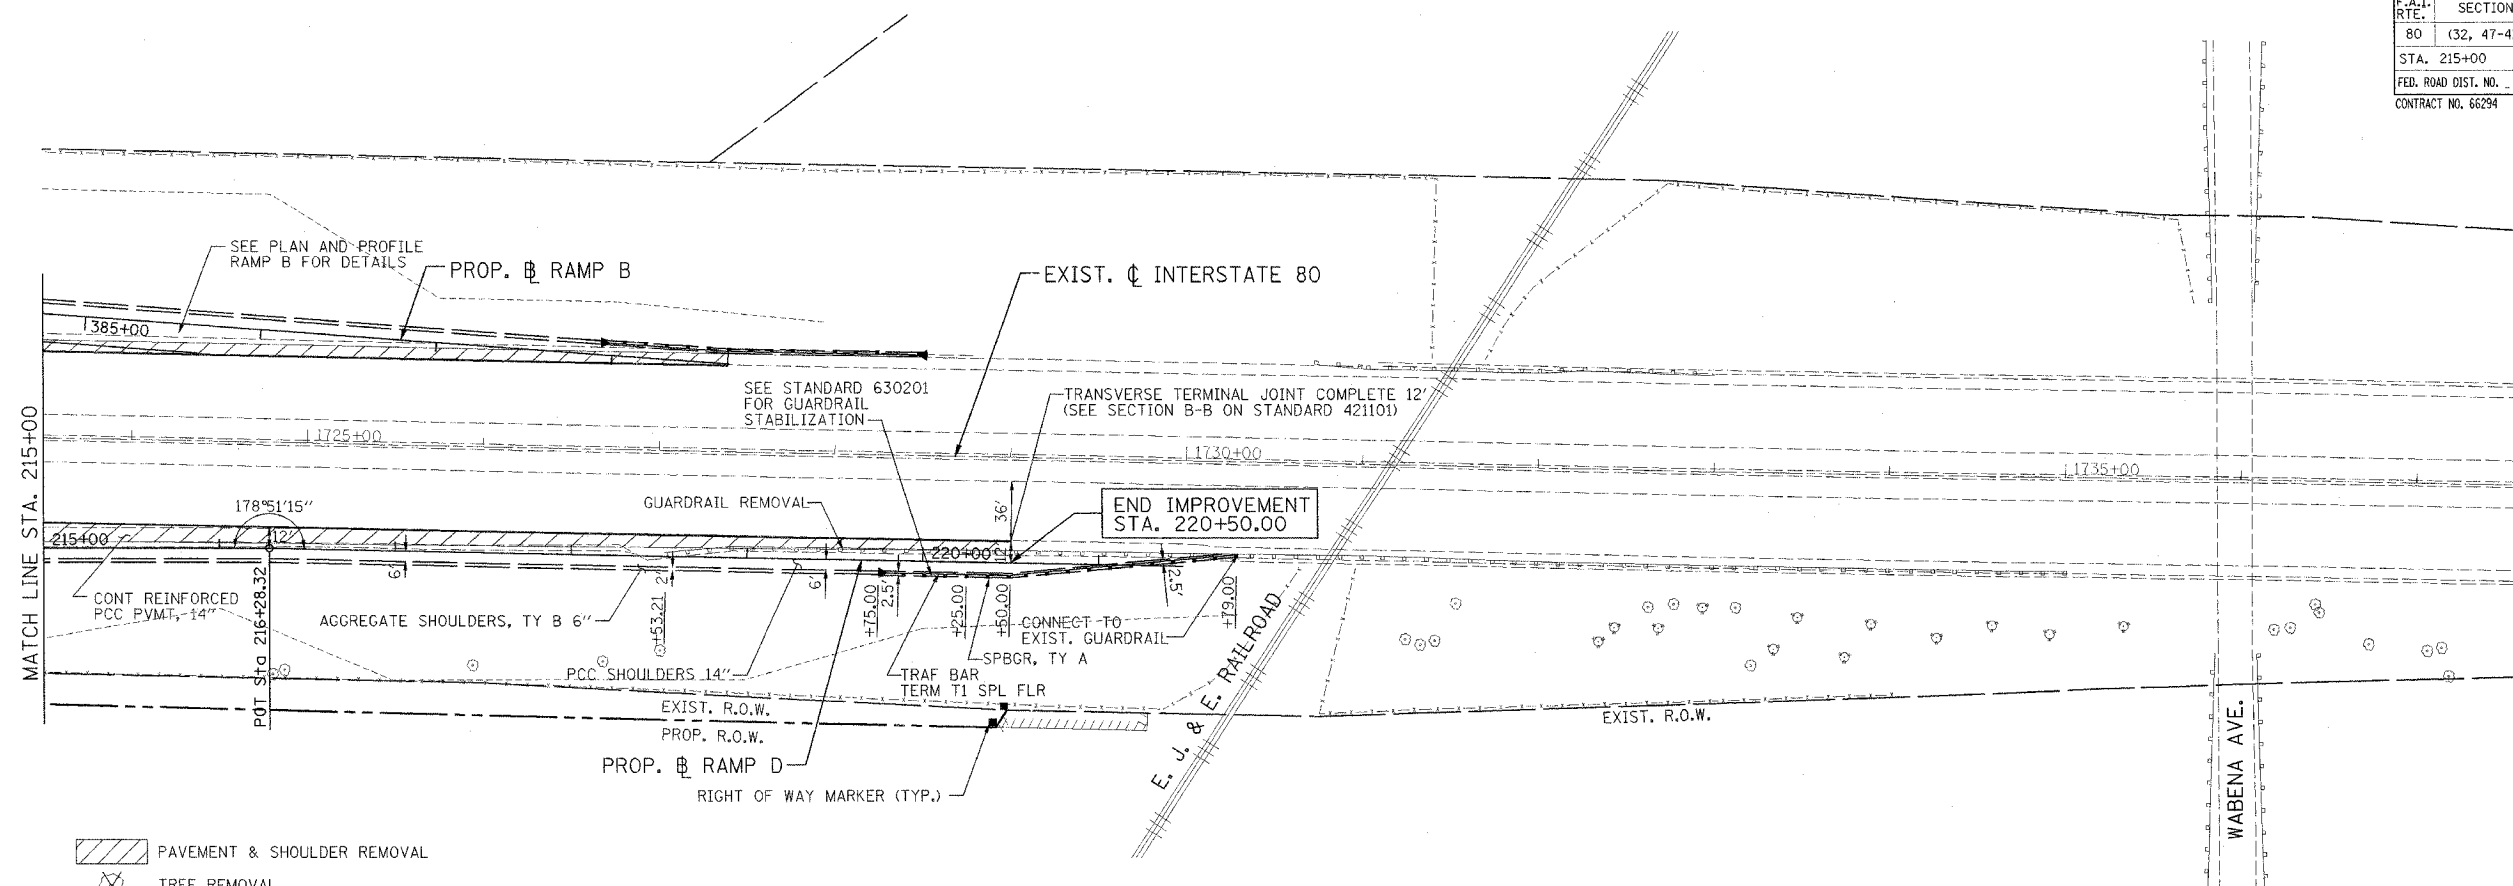 F.A.I. RTE. SECTION
80 (32, 47-4
STA. 215+00
FED. ROAD DIST. NO.
CONTRACT NO. 66294
SEE PLAN AND PROFILE
RAMP B FOR DETAILS
PROP. ⅊ RAMP B
EXIST. ℄ INTERSTATE 80
385+00
SEE STANDARD 630201
FOR GUARDRAIL
STABILIZATION
TRANSVERSE TERMINAL JOINT COMPLETE 12'
(SEE SECTION B-B ON STANDARD 421101)
MATCH LINE STA. 215+00
1725+00
1730+00
1735+00
178°51'15"
GUARDRAIL REMOVAL
36'
END IMPROVEMENT
STA. 220+50.00
215+00
12'
220+00
12'
6'
2'
6'
2.5'
2.5'
CONT REINFORCED
PCC PVMT, 14"
POT Sta 216+28.32
AGGREGATE SHOULDERS, TY B 6"
+53.21
+75.00
+25.00
+50.00
+79.00
CONNECT TO
EXIST. GUARDRAIL
SPBGR, TY A
PCC SHOULDERS 14"
TRAF BAR
TERM T1 SPL FLR
EXIST. R.O.W.
PROP. R.O.W.
EXIST. R.O.W.
PROP. ⅊ RAMP D
RIGHT OF WAY MARKER (TYP.)
E. J. & E. RAILROAD
WABENA AVE.
PAVEMENT & SHOULDER REMOVAL
TREE REMOVAL